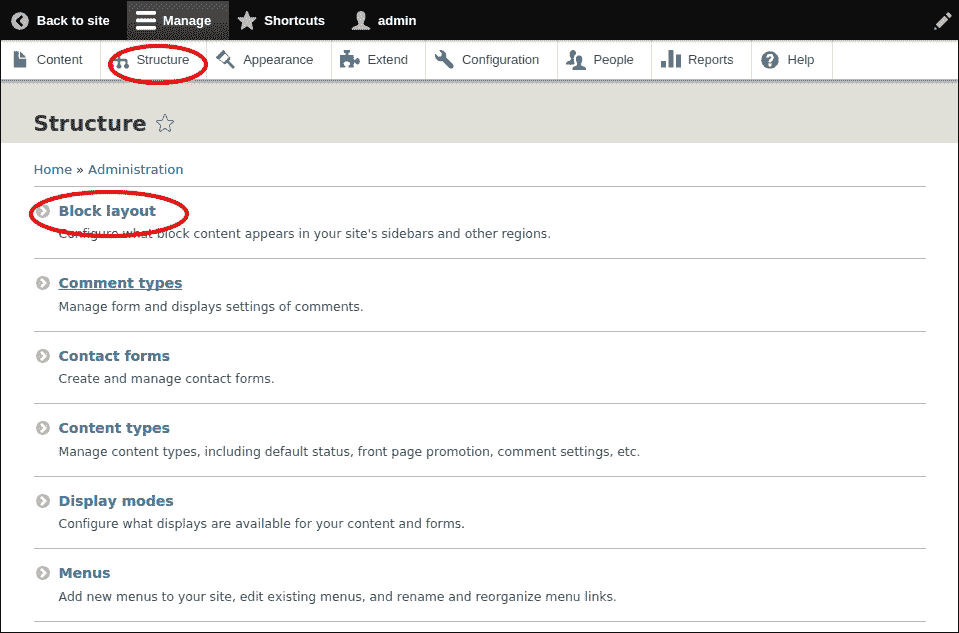 Back to site Manage Shortcuts admin
Content Structure Appearance Extend Configuration People Reports Help
Structure
Home » Administration
Block layout
Configure what block content appears in your site's sidebars and other regions.
Comment types
Manage form and displays settings of comments.
Contact forms
Create and manage contact forms.
Content types
Manage content types, including default status, front page promotion, comment settings, etc.
Display modes
Configure what displays are available for your content and forms.
Menus
Add new menus to your site, edit existing menus, and rename and reorganize menu links.